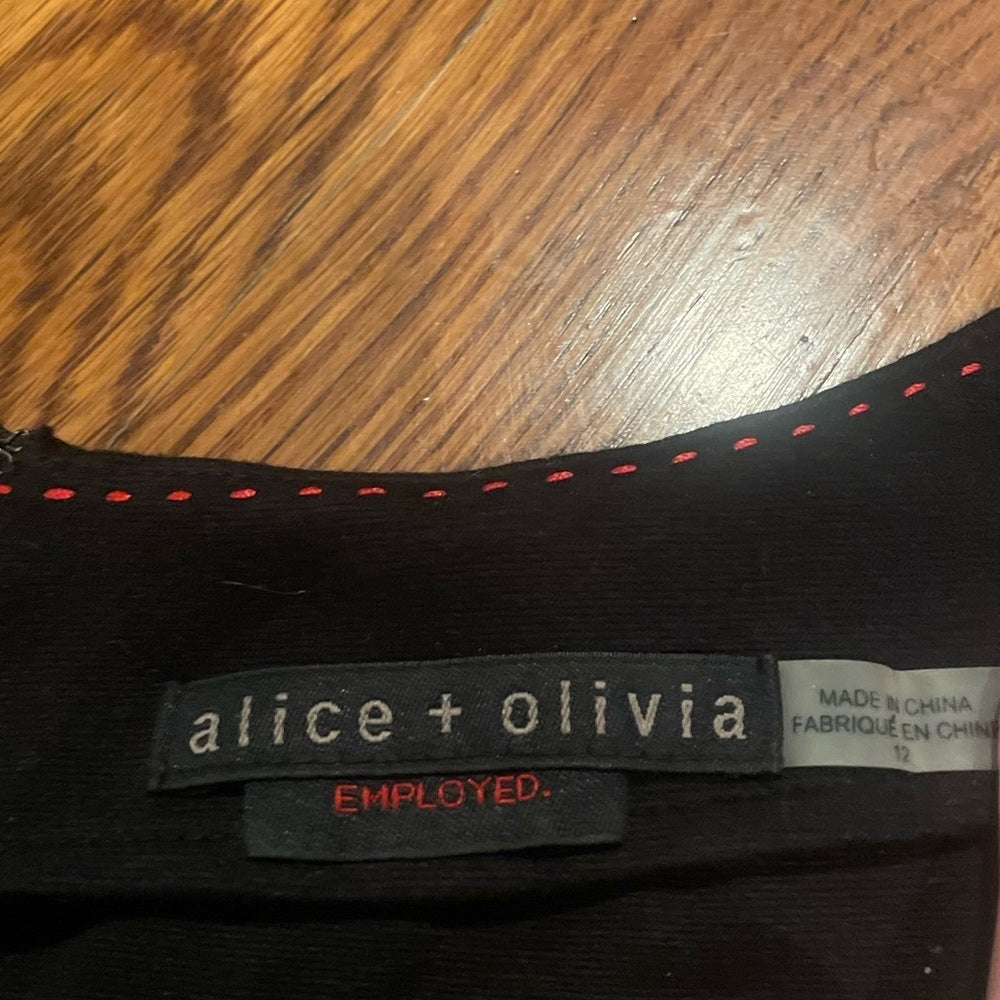 alice + olivia
EMPLOYED.
MADE IN CHINA
FABRIQUÉ EN CHIN
12